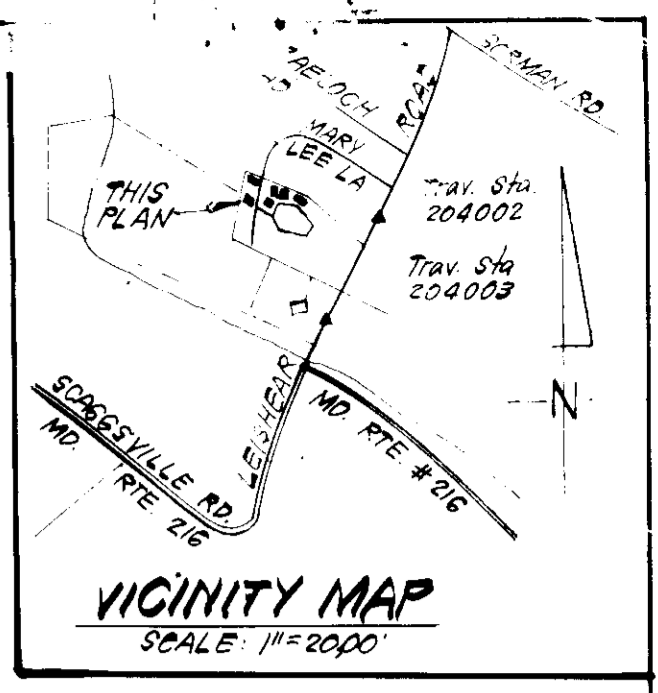 GORMAN RD.
ROAD
MARY
LEE LA
THIS
PLAN
Trav. Sta.
204002
Trav. Sta
204003
N
LEISHEAR
SCAGGSVILLE RD.
MD. RTE. 216
MD. RTE. #216
VICINITY MAP
SCALE: 1"=2000'